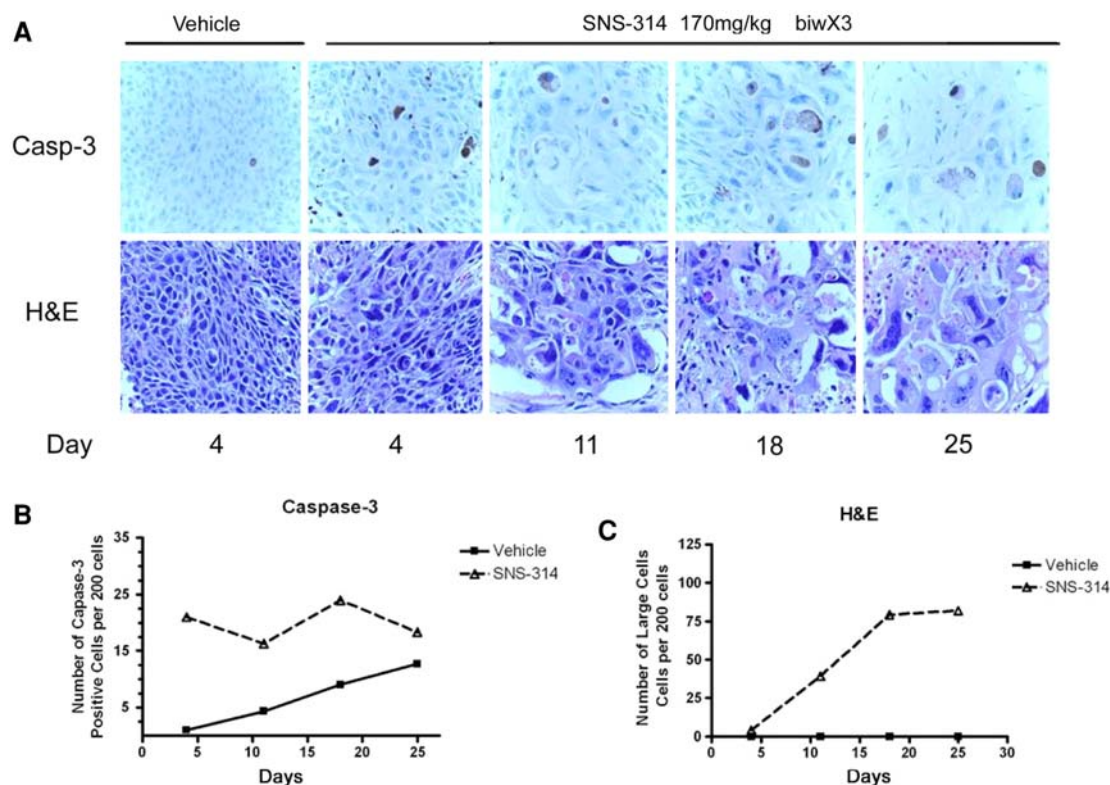 A
Vehicle
SNS-314 170mg/kg biwX3
Casp-3
H&E
Day 4 4 11 18 25
B
Caspase-3
Number of Capase-3
Positive Cells per 200 cells
35
25
15
5
0 5 10 15 20 25
Days
Vehicle
SNS-314
C
H&E
Number of Large Cells
Cells per 200 cells
125
100
75
50
25
0
0 5 10 15 20 25 30
Days
Vehicle
SNS-314